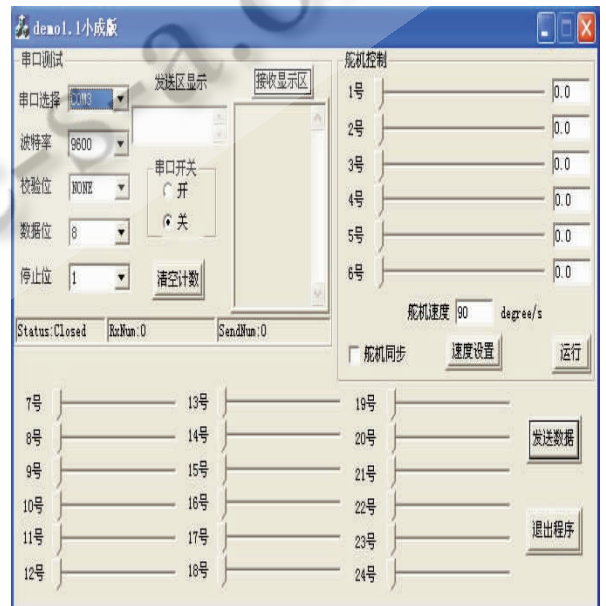 demo1.1小成版
串口测试
串口选择 COM3
波特率 9600
校验位 NONE
数据位 8
停止位 1
发送区显示
接收显示区
串口开关
开
关
清空计数
Status:Closed RxNum:0 SendNum:0
舵机控制
1号 0.0
2号 0.0
3号 0.0
4号 0.0
5号 0.0
6号 0.0
舵机速度 90 degree/s
舵机同步 速度设置 运行
7号 13号 19号
8号 14号 20号
9号 15号 21号
10号 16号 22号
11号 17号 23号
12号 18号 24号
发送数据
退出程序